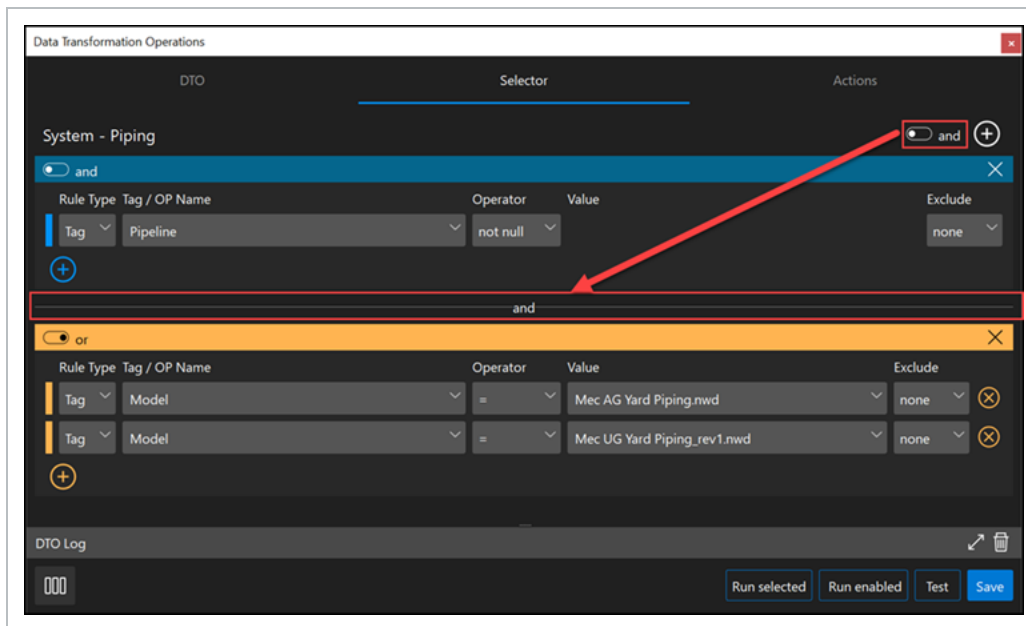 Data Transformation Operations
DTO Selector Actions
System - Piping and
and
Rule Type Tag / OP Name Operator Value Exclude
Tag Pipeline not null none
and
or
Rule Type Tag / OP Name Operator Value Exclude
Tag Model = Mec AG Yard Piping.nwd none
Tag Model = Mec UG Yard Piping_rev1.nwd none
DTO Log
Run selected Run enabled Test Save